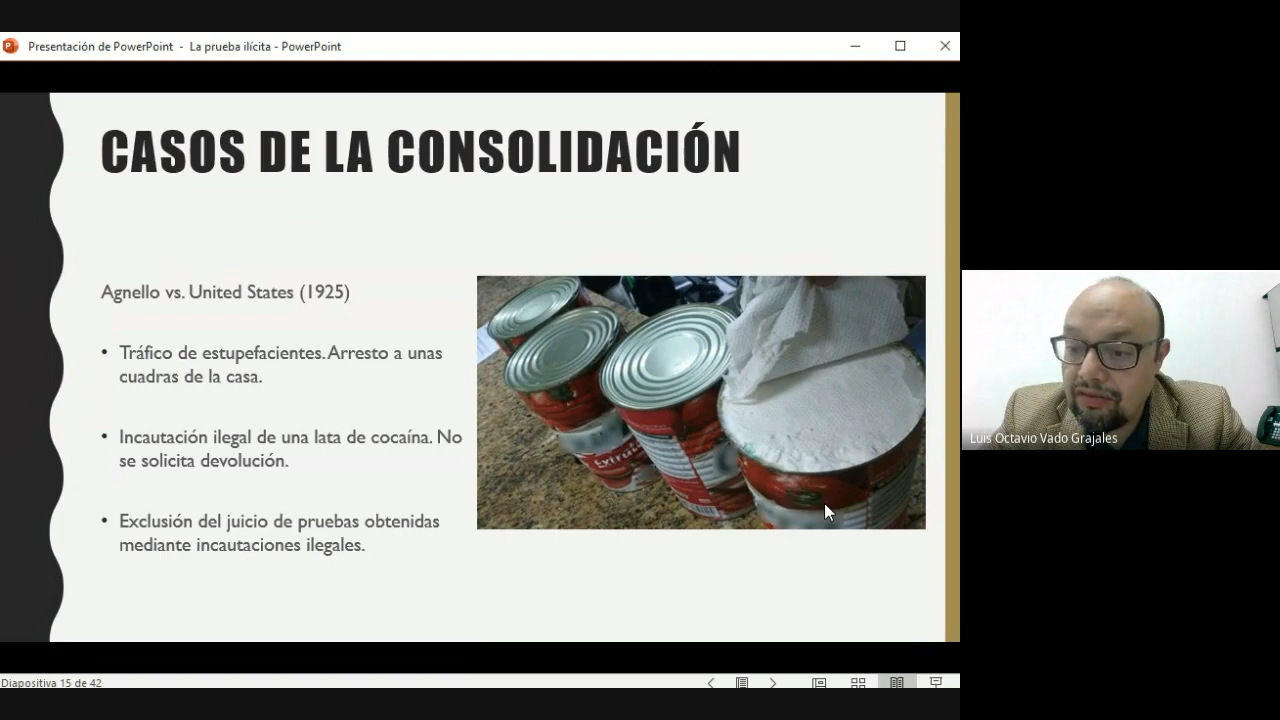 Presentación de PowerPoint - La prueba ilícita - PowerPoint
CASOS DE LA CONSOLIDACIÓN
Agnello vs. United States (1925)
• Tráfico de estupefacientes. Arresto a unas
cuadras de la casa.
• Incautación ilegal de una lata de cocaína. No
se solicita devolución.
• Exclusión del juicio de pruebas obtenidas
mediante incautaciones ilegales.
Luis Octavio Vado Grajales
Diapositiva 15 de 42